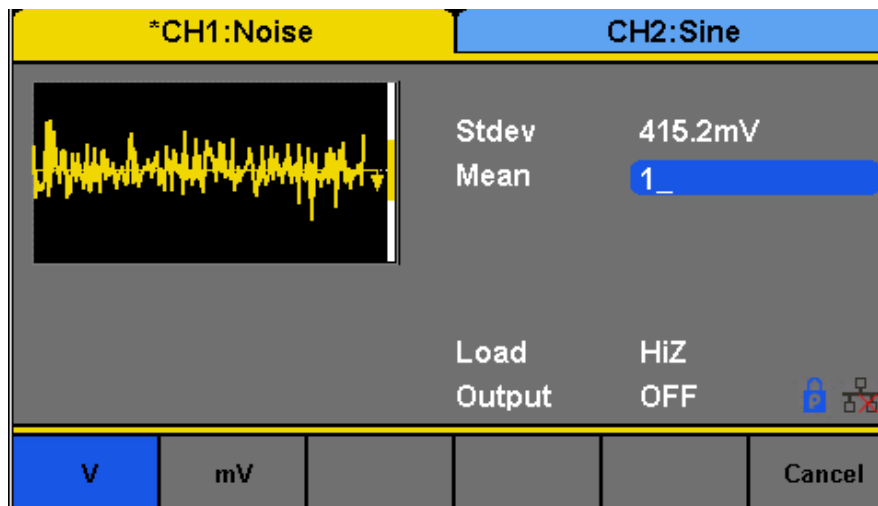 *CH1:Noise CH2:Sine
Stdev 415.2mV
Mean 1_
Load HiZ
Output OFF P
V mV Cancel